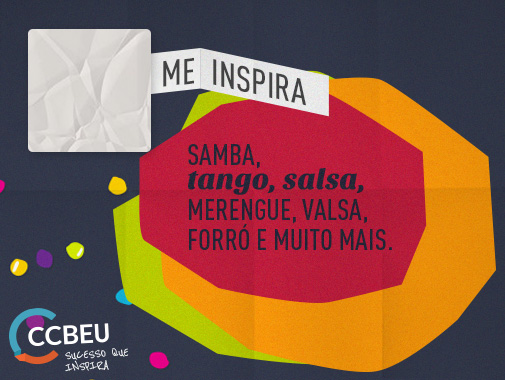 ME INSPIRA
SAMBA,
tango, salsa,
MERENGUE, VALSA,
FORRÓ E MUITO MAIS.
CCBEU
SUCESSO QUE
INSPIRA